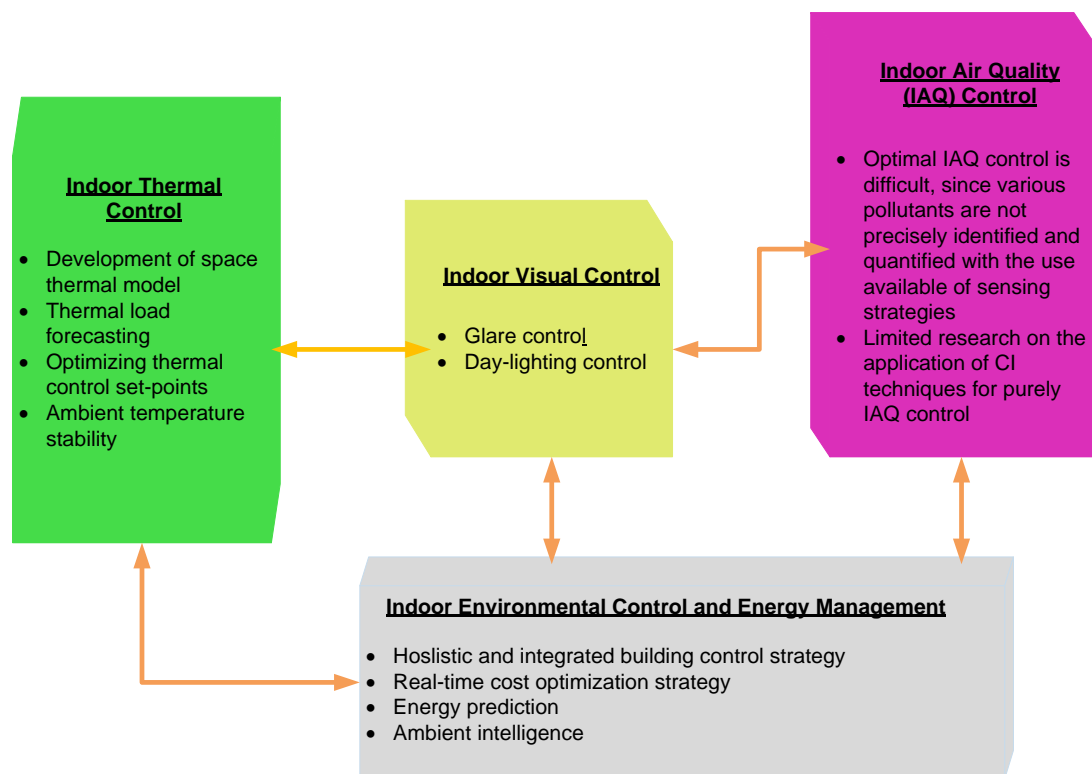 Indoor Thermal
Control
• Development of space
thermal model
• Thermal load
forecasting
• Optimizing thermal
control set-points
• Ambient temperature
stability
Indoor Visual Control
• Glare control
• Day-lighting control
Indoor Air Quality
(IAQ) Control
• Optimal IAQ control is
difficult, since various
pollutants are not
precisely identified and
quantified with the use
available of sensing
strategies
• Limited research on the
application of CI
techniques for purely
IAQ control
Indoor Environmental Control and Energy Management
• Hoslistic and integrated building control strategy
• Real-time cost optimization strategy
• Energy prediction
• Ambient intelligence